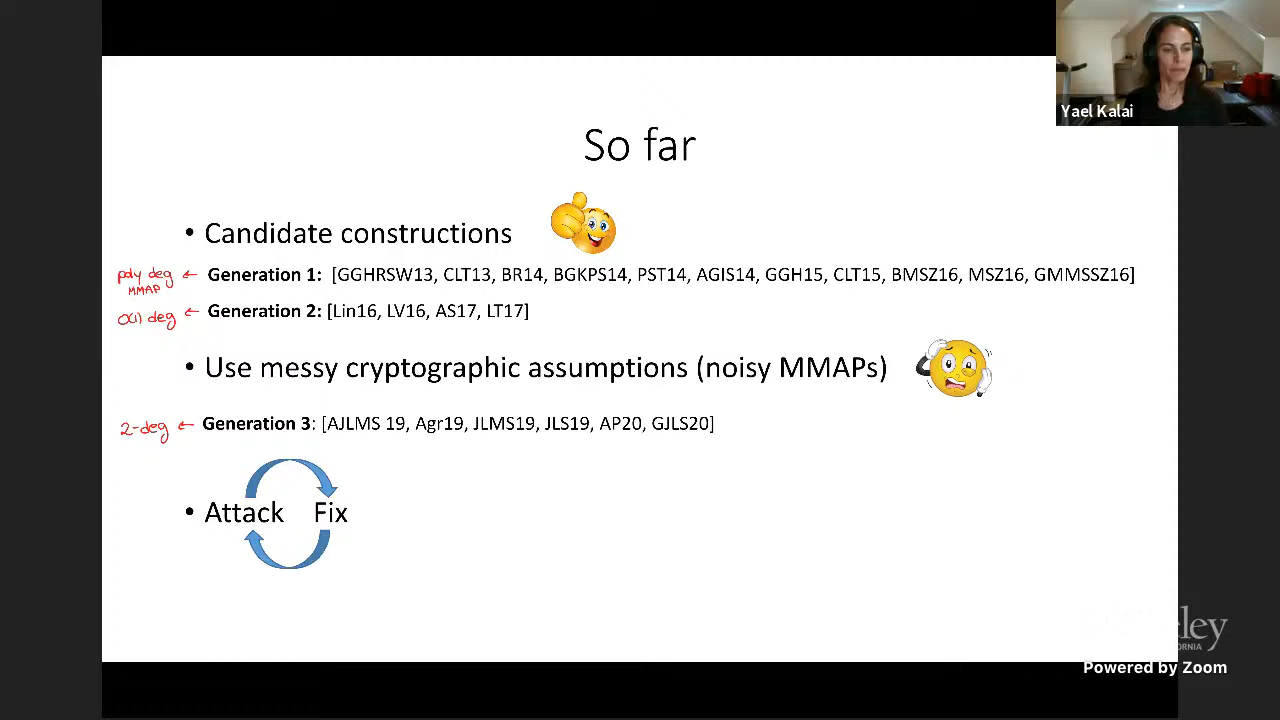 Yael Kalai
So far
• Candidate constructions
poly deg ← Generation 1: [GGHRSW13, CLT13, BR14, BGKPS14, PST14, AGIS14, GGH15, CLT15, BMSZ16, MSZ16, GMMSSZ16]
MMAP
O(1) deg ← Generation 2: [Lin16, LV16, AS17, LT17]
• Use messy cryptographic assumptions (noisy MMAPs)
2-deg ← Generation 3: [AJLMS 19, Agr19, JLMS19, JLS19, AP20, GJLS20]
• Attack Fix
Powered by Zoom